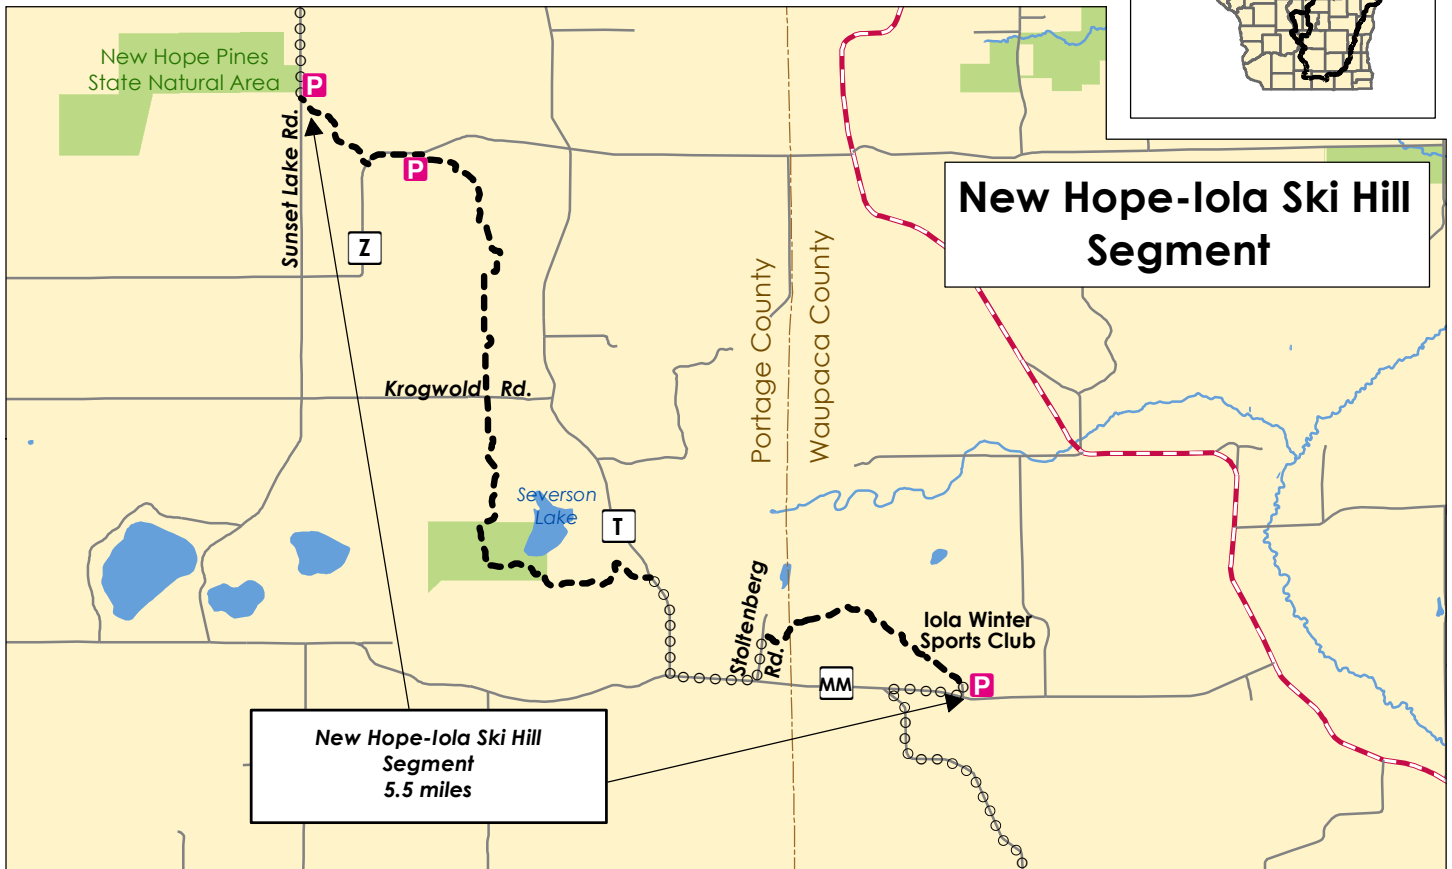 New Hope Pines
State Natural Area
P
Sunset Lake Rd.
P
Z
New Hope-Iola Ski Hill
Segment
Portage County
Waupaca County
Krogwold Rd.
Severson
Lake
T
Stoltenberg
Rd.
Iola Winter
Sports Club
MM
P
New Hope-Iola Ski Hill
Segment
5.5 miles